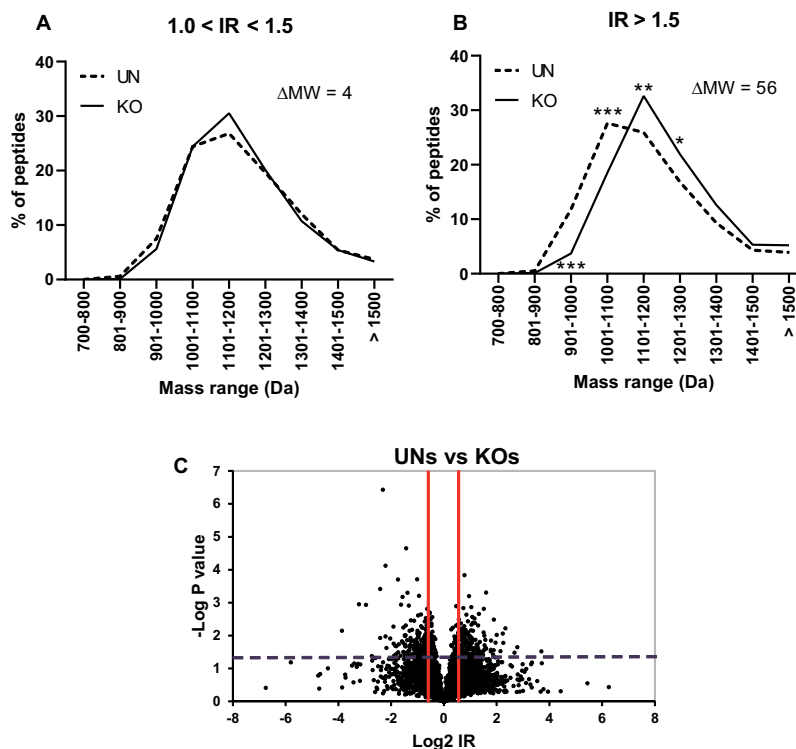 A
1.0 < IR < 1.5
40
30
20
10
0
% of peptides
UN
KO
ΔMW = 4
700-800
801-900
901-1000
1001-1100
1101-1200
1201-1300
1301-1400
1401-1500
> 1500
Mass range (Da)
B
IR > 1.5
40
30
20
10
0
% of peptides
UN
KO
ΔMW = 56
***
***
**
*
700-800
801-900
901-1000
1001-1100
1101-1200
1201-1300
1301-1400
1401-1500
> 1500
Mass range (Da)
C
UNs vs KOs
7
6
5
4
3
2
1
0
-Log P value
-8 -6 -4 -2 0 2 4 6 8
Log2 IR